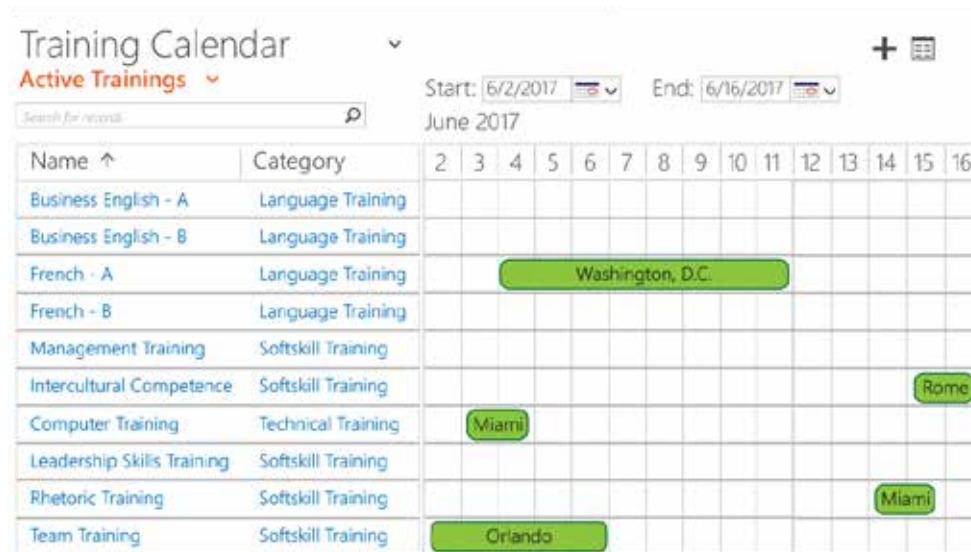 Training Calendar
Active Trainings
Start: 6/2/2017 End: 6/16/2017
Search for records
June 2017
Name ↑ Category 2 3 4 5 6 7 8 9 10 11 12 13 14 15 16
Business English - A Language Training
Business English - B Language Training
French - A Language Training Washington, D.C.
French - B Language Training
Management Training Softskill Training
Intercultural Competence Softskill Training Rome
Computer Training Technical Training Miami
Leadership Skills Training Softskill Training
Rhetoric Training Softskill Training Miami
Team Training Softskill Training Orlando